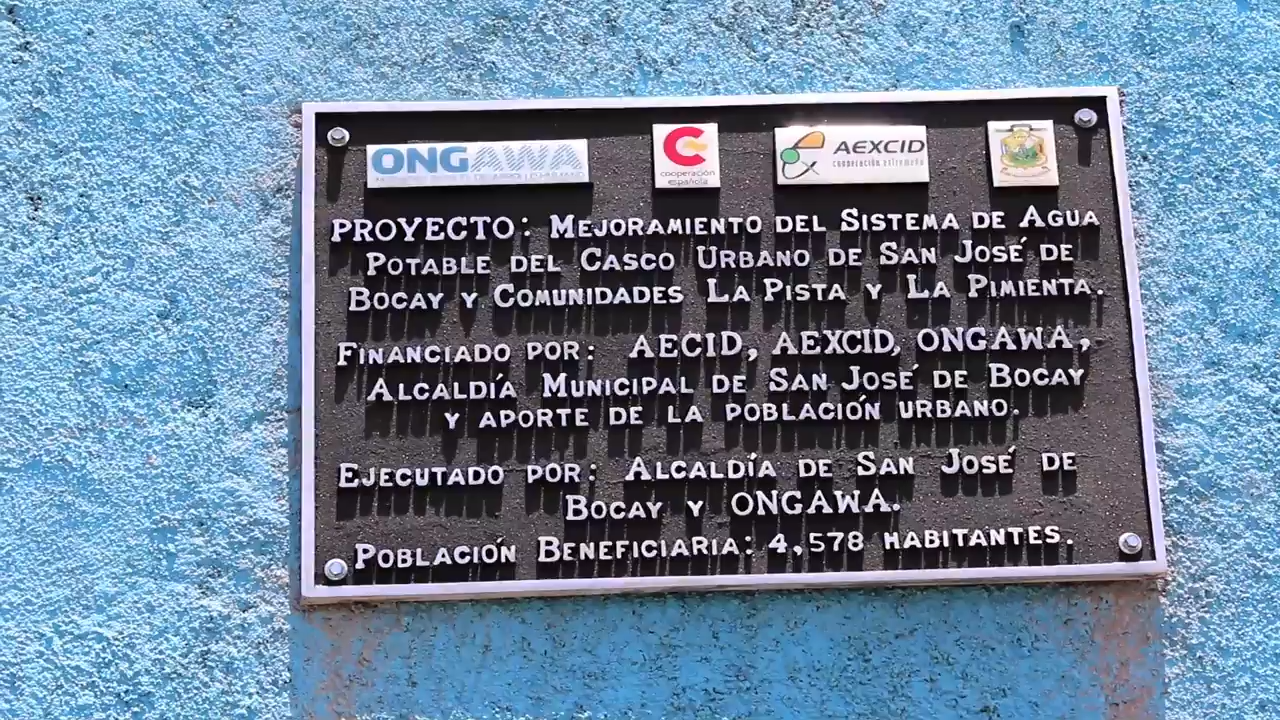 ONGAWA
cooperación
española
AEXCID
cooperación extremeña
PROYECTO: MEJORAMIENTO DEL SISTEMA DE AGUA
POTABLE DEL CASCO URBANO DE SAN JOSÉ DE
BOCAY Y COMUNIDADES LA PISTA Y LA PIMIENTA.
FINANCIADO POR: AECID, AEXCID, ONGAWA,
ALCALDÍA MUNICIPAL DE SAN JOSÉ DE BOCAY
Y APORTE DE LA POBLACIÓN URBANO.
EJECUTADO POR: ALCALDÍA DE SAN JOSÉ DE
BOCAY Y ONGAWA.
POBLACIÓN BENEFICIARIA: 4,578 HABITANTES.